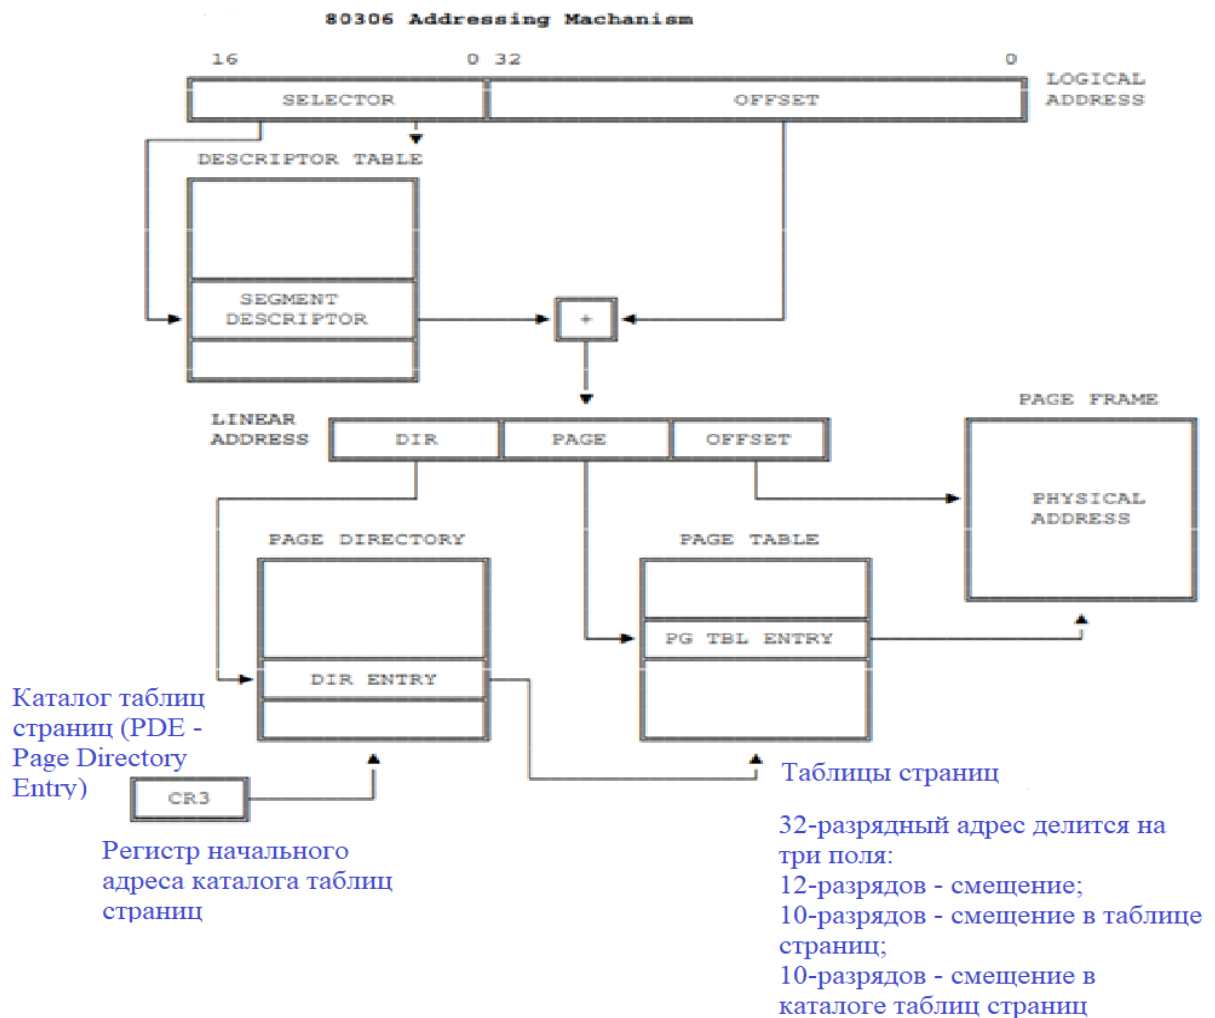 80306 Addressing Machanism
16 0 32 0
SELECTOR OFFSET
LOGICAL
ADDRESS
DESCRIPTOR TABLE
SEGMENT
DESCRIPTOR
+
LINEAR
ADDRESS
DIR PAGE OFFSET
PAGE FRAME
PHYSICAL
ADDRESS
PAGE DIRECTORY
PAGE TABLE
PG TBL ENTRY
DIR ENTRY
Каталог таблиц
страниц (PDE -
Page Directory
Entry)
CR3
Таблицы страниц
Регистр начального
адреса каталога таблиц
страниц
32-разрядный адрес делится на
три поля:
12-разрядов - смещение;
10-разрядов - смещение в таблице
страниц;
10-разрядов - смещение в
каталоге таблиц страниц